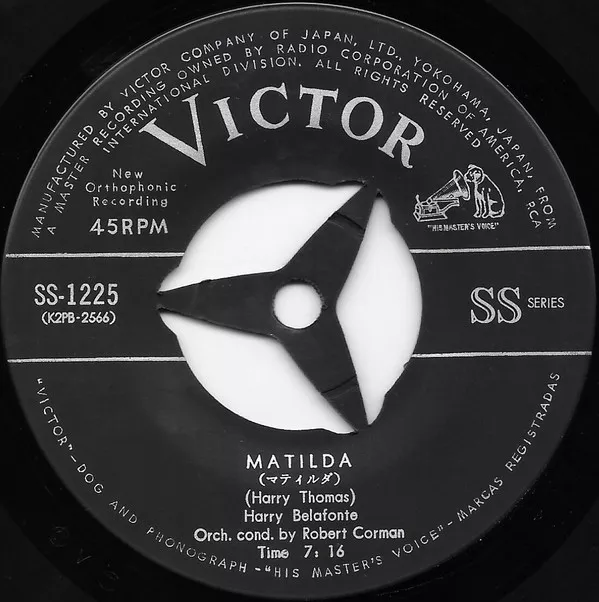 MANUFACTURED BY VICTOR COMPANY OF JAPAN, LTD., YOKOHAMA, JAPAN, FROM
A MASTER RECORDING OWNED BY RADIO CORPORATION OF AMERICA, RCA
INTERNATIONAL DIVISION. ALL RIGHTS RESERVED
VICTOR
New
Orthophonic
Recording
45RPM
"HIS MASTER'S VOICE"
SS-1225
(K2PB-2566)
SS SERIES
MATILDA
(マティルダ)
(Harry Thomas)
Harry Belafonte
Orch. cond. by Robert Corman
Time 7: 16
"VICTOR"-DOG AND PHONOGRAPH-"HIS MASTER'S VOICE"-MARCAS REGISTRADAS